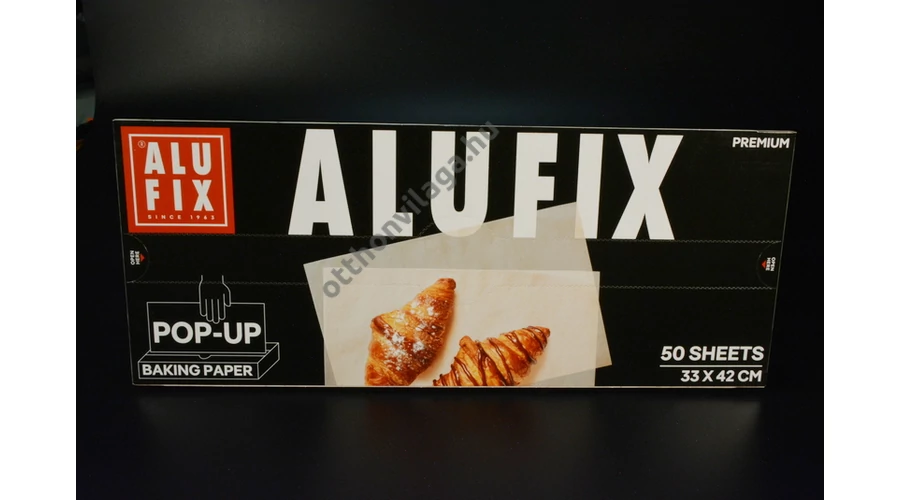 ® ALU
FIX
SINCE 1963
ALUFIX
PREMIUM
otthonvilaga.hu
OPEN
HERE
OPEN
HERE
POP-UP
BAKING PAPER
50 SHEETS
33 X 42 CM